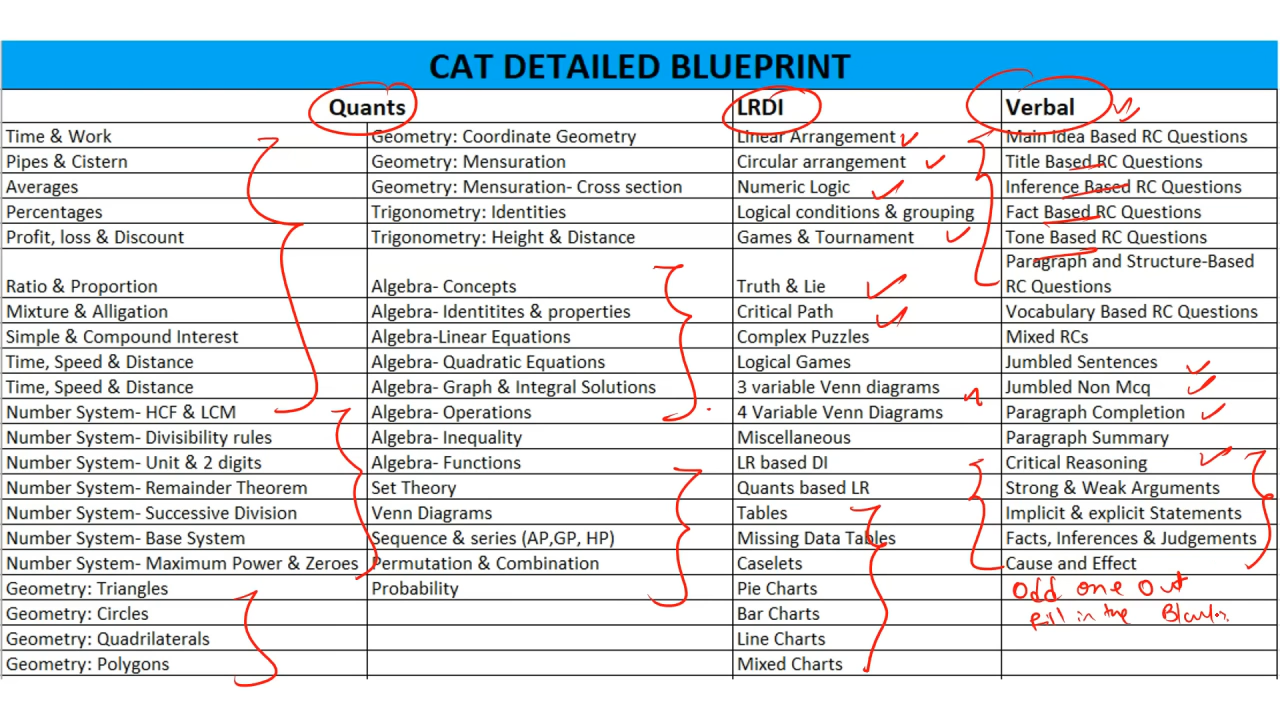 CAT DETAILED BLUEPRINT
Quants LRDI Verbal
Time & Work Geometry: Coordinate Geometry Linear Arrangement Main Idea Based RC Questions
Pipes & Cistern Geometry: Mensuration Circular arrangement Title Based RC Questions
Averages Geometry: Mensuration- Cross section Numeric Logic Inference Based RC Questions
Percentages Trigonometry: Identities Logical conditions & grouping Fact Based RC Questions
Profit, loss & Discount Trigonometry: Height & Distance Games & Tournament Tone Based RC Questions
Paragraph and Structure-Based
Ratio & Proportion Algebra- Concepts Truth & Lie RC Questions
Mixture & Alligation Algebra- Identitites & properties Critical Path Vocabulary Based RC Questions
Simple & Compound Interest Algebra-Linear Equations Complex Puzzles Mixed RCs
Time, Speed & Distance Algebra- Quadratic Equations Logical Games Jumbled Sentences
Time, Speed & Distance Algebra- Graph & Integral Solutions 3 variable Venn diagrams Jumbled Non Mcq
Number System- HCF & LCM Algebra- Operations 4 Variable Venn Diagrams Paragraph Completion
Number System- Divisibility rules Algebra- Inequality Miscellaneous Paragraph Summary
Number System- Unit & 2 digits Algebra- Functions LR based DI Critical Reasoning
Number System- Remainder Theorem Set Theory Quants based LR Strong & Weak Arguments
Number System- Successive Division Venn Diagrams Tables Implicit & explicit Statements
Number System- Base System Sequence & series (AP,GP, HP) Missing Data Tables Facts, Inferences & Judgements
Number System- Maximum Power & Zeroes Permutation & Combination Caselets Cause and Effect
Geometry: Triangles Probability Pie Charts Odd one Out
Geometry: Circles Bar Charts fill in the Blanks
Geometry: Quadrilaterals Line Charts
Geometry: Polygons Mixed Charts